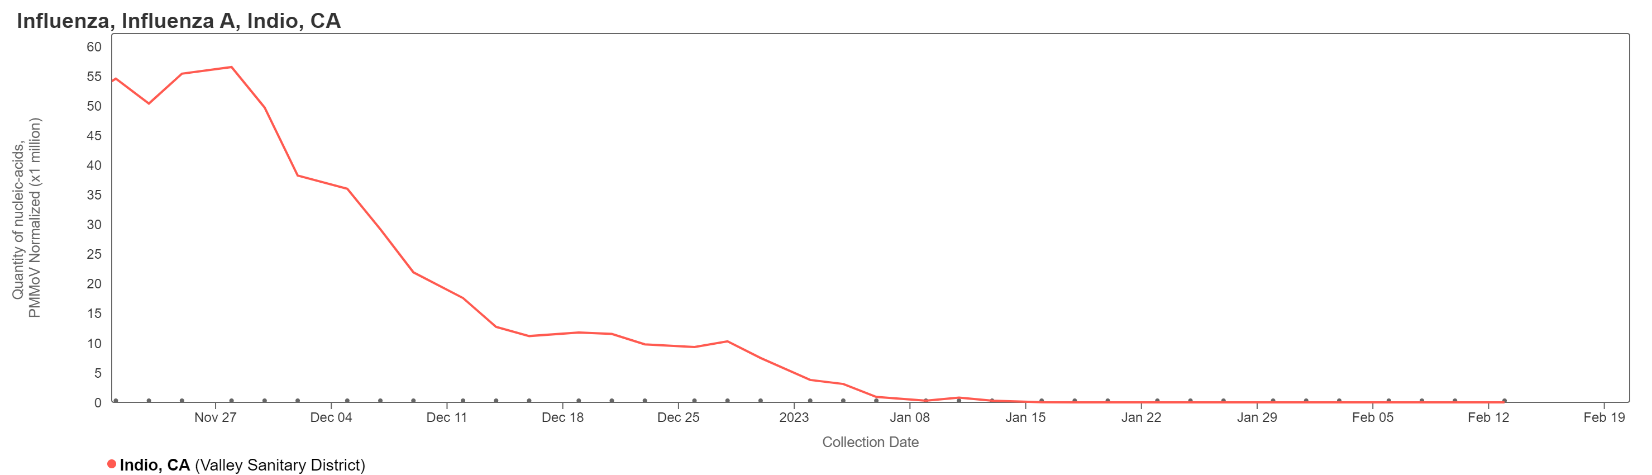 Influenza, Influenza A, Indio, CA
Quantity of nucleic-acids,
PMMoV Normalized (x1 million)
60
55
50
45
40
35
30
25
20
15
10
5
0
Nov 27 Dec 04 Dec 11 Dec 18 Dec 25 2023 Jan 08 Jan 15 Jan 22 Jan 29 Feb 05 Feb 12 Feb 19
Collection Date
Indio, CA (Valley Sanitary District)